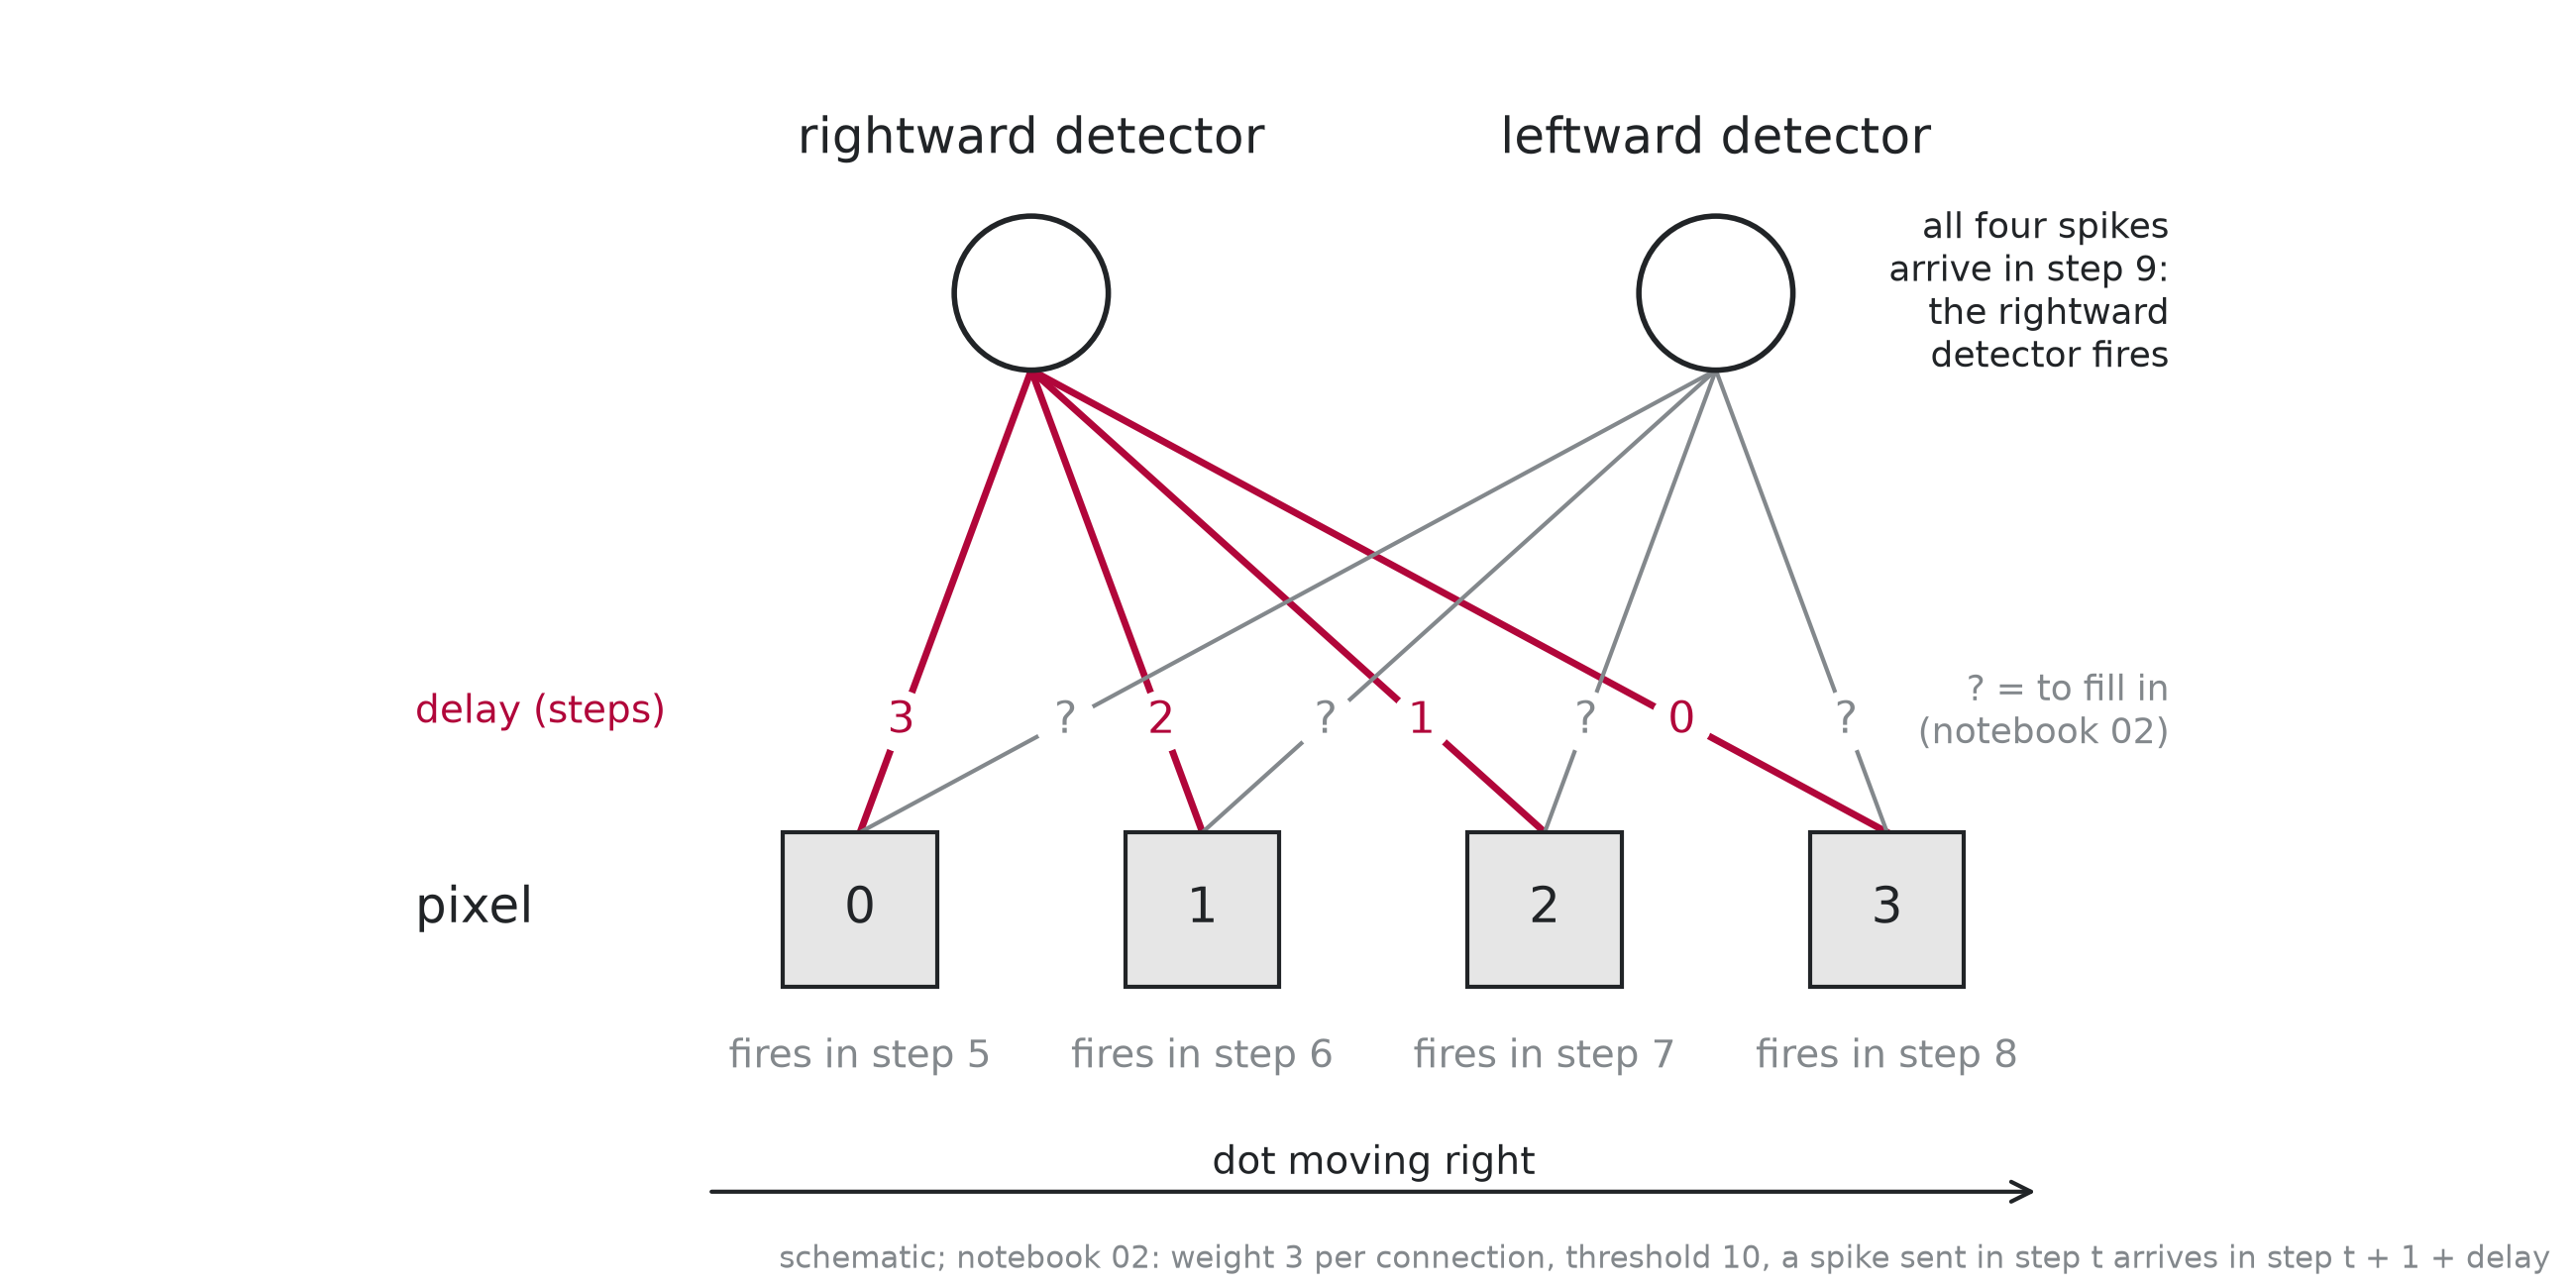 rightward detector
leftward detector
all four spikes
arrive in step 9:
the rightward
detector fires
delay (steps)
3
?
2
?
1
?
0
?
? = to fill in
(notebook 02)
pixel
0
1
2
3
fires in step 5
fires in step 6
fires in step 7
fires in step 8
dot moving right
schematic; notebook 02: weight 3 per connection, threshold 10, a spike sent in step t arrives in step t + 1 + delay